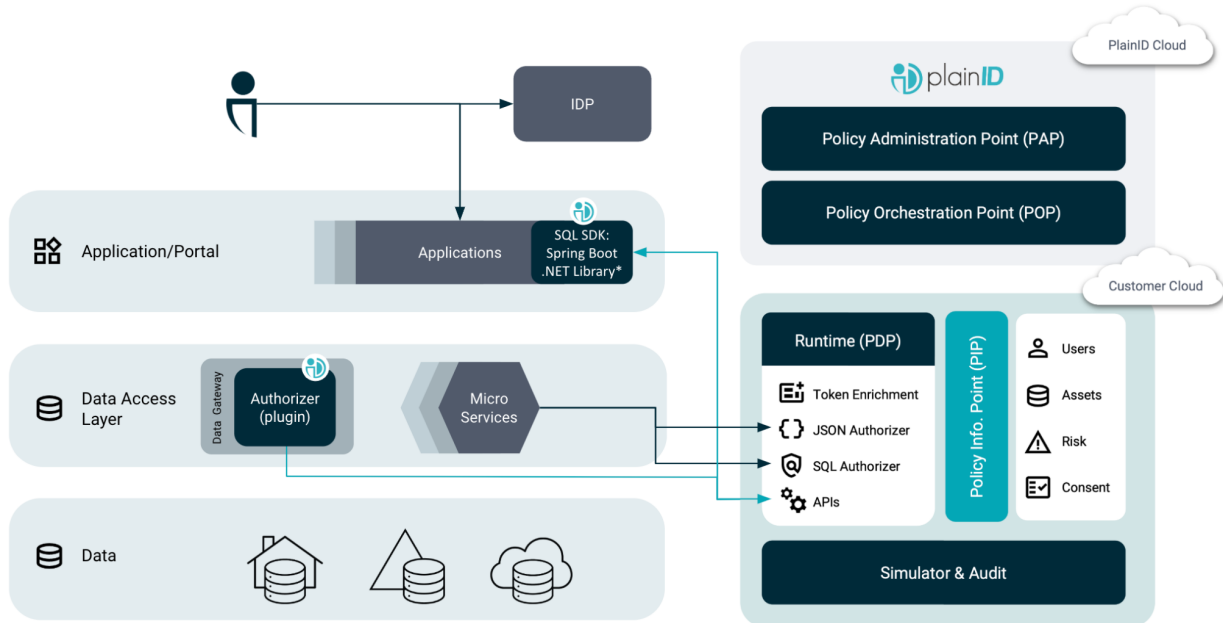 PlainID Cloud
plainID
IDP
Policy Administration Point (PAP)
Policy Orchestration Point (POP)
Application/Portal
Applications
SQL SDK:
Spring Boot
.NET Library*
Customer Cloud
Runtime (PDP)
Token Enrichment
JSON Authorizer
SQL Authorizer
APIs
Policy Info. Point (PIP)
Users
Assets
Risk
Consent
Data Access
Layer
Data Gateway
Authorizer
(plugin)
Micro
Services
Data
Simulator & Audit